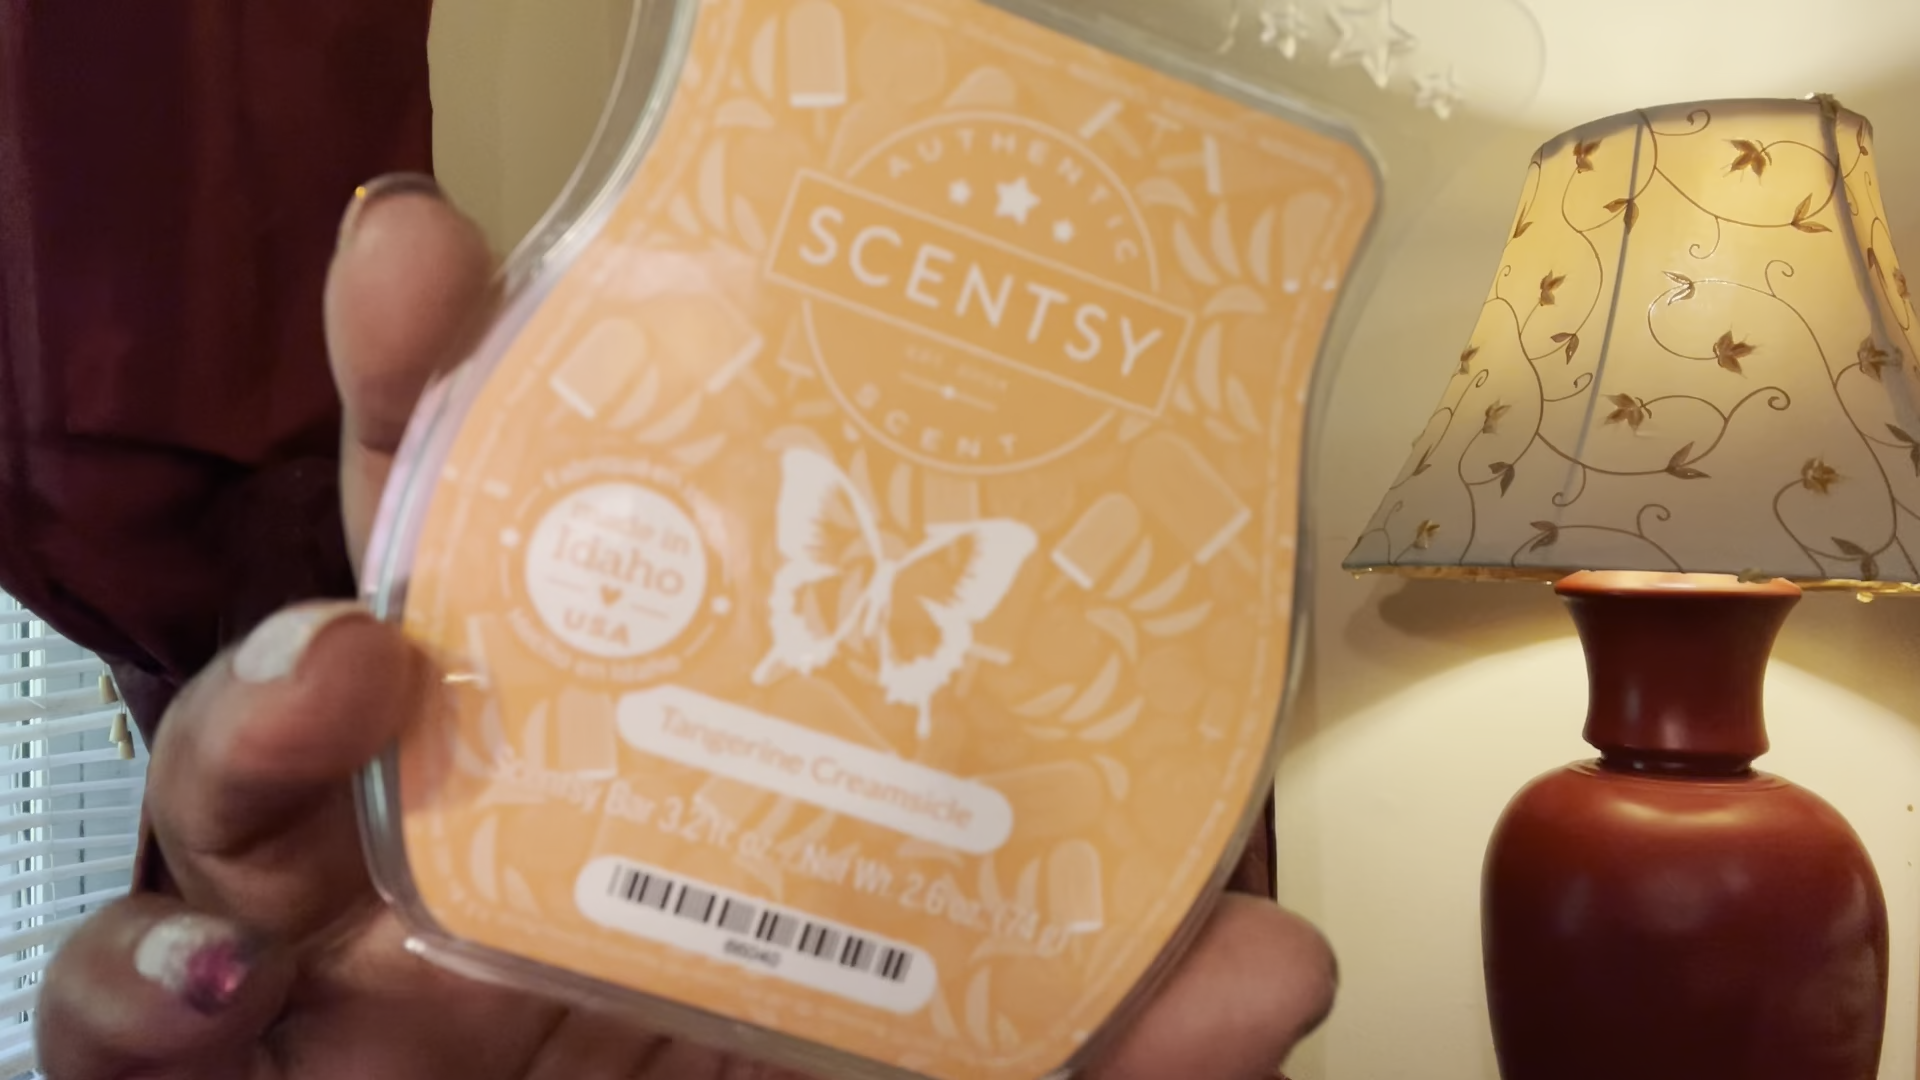 AUTHENTIC
SCENTSY
SCENT
made in
Idaho
USA
Tangerine Creamsicle
Scentsy Bar 3.2 fl oz Net Wt. 2.6 oz. (74 g)